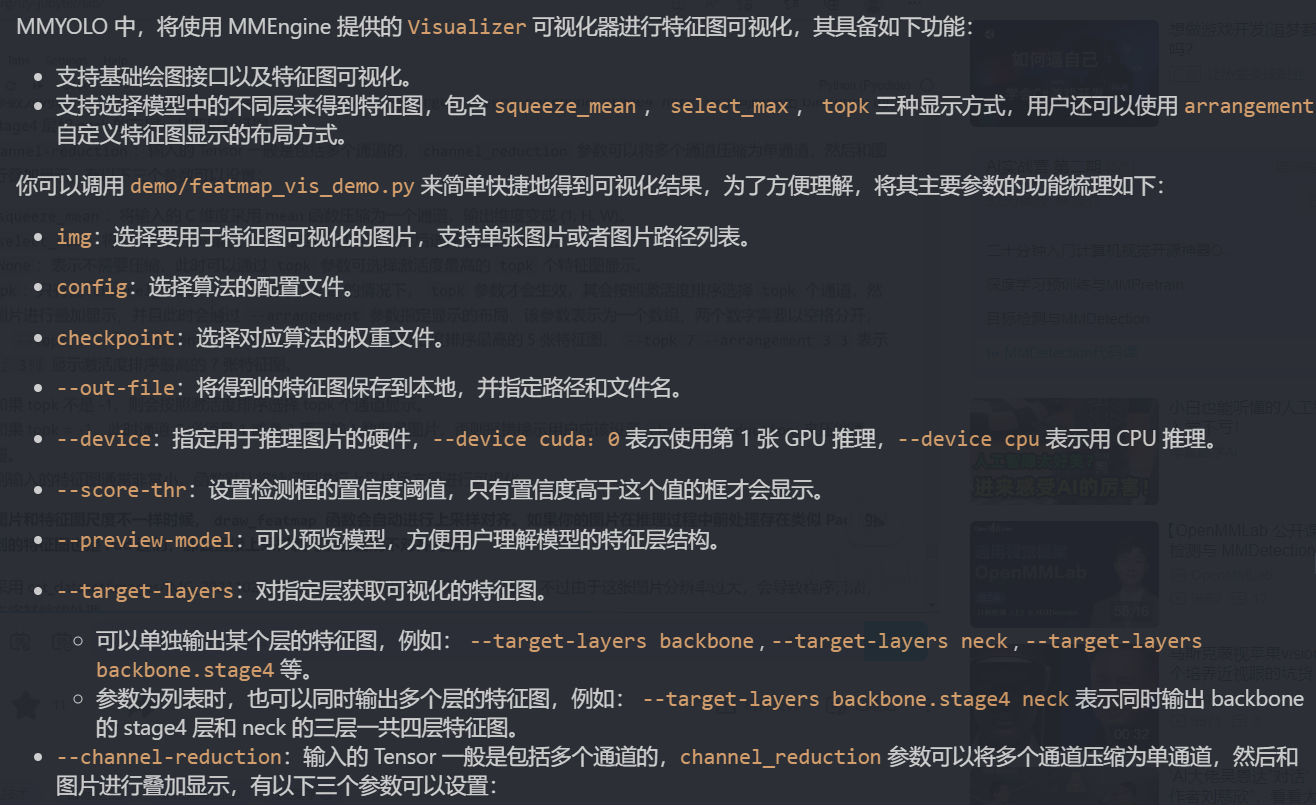 MMYOLO 中，将使用 MMEngine 提供的 Visualizer 可视化器进行特征图可视化，其具备如下功能：
• 支持基础绘图接口以及特征图可视化。
• 支持选择模型中的不同层来得到特征图，包含 squeeze_mean ， select_max ， topk 三种显示方式，用户还可以使用 arrangement
自定义特征图显示的布局方式。
你可以调用 demo/featmap_vis_demo.py 来简单快捷地得到可视化结果，为了方便理解，将其主要参数的功能梳理如下：
• img：选择要用于特征图可视化的图片，支持单张图片或者图片路径列表。
• config：选择算法的配置文件。
• checkpoint：选择对应算法的权重文件。
• --out-file：将得到的特征图保存到本地，并指定路径和文件名。
• --device：指定用于推理图片的硬件，--device cuda：0 表示使用第 1 张 GPU 推理，--device cpu 表示用 CPU 推理。
• --score-thr：设置检测框的置信度阈值，只有置信度高于这个值的框才会显示。
• --preview-model：可以预览模型，方便用户理解模型的特征层结构。
• --target-layers：对指定层获取可视化的特征图。
◦ 可以单独输出某个层的特征图，例如： --target-layers backbone , --target-layers neck , --target-layers
backbone.stage4 等。
◦ 参数为列表时，也可以同时输出多个层的特征图，例如： --target-layers backbone.stage4 neck 表示同时输出 backbone
的 stage4 层和 neck 的三层一共四层特征图。
• --channel-reduction：输入的 Tensor 一般是包括多个通道的，channel_reduction 参数可以将多个通道压缩为单通道，然后和
图片进行叠加显示，有以下三个参数可以设置：